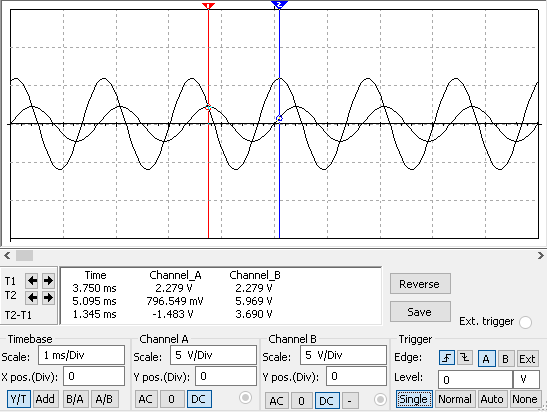 1 2
T1
T2
T2-T1
Time Channel_A Channel_B
3.750 ms 2.279 V 2.279 V
5.095 ms 796.549 mV 5.969 V
1.345 ms -1.483 V 3.690 V
Reverse
Save
Ext. trigger
Timebase
Scale: 1 ms/Div
X pos.(Div): 0
Y/T Add B/A A/B
Channel A
Scale: 5 V/Div
Y pos.(Div): 0
AC 0 DC
Channel B
Scale: 5 V/Div
Y pos.(Div): 0
AC 0 DC -
Trigger
Edge: A B Ext
Level: 0 V
Single Normal Auto None